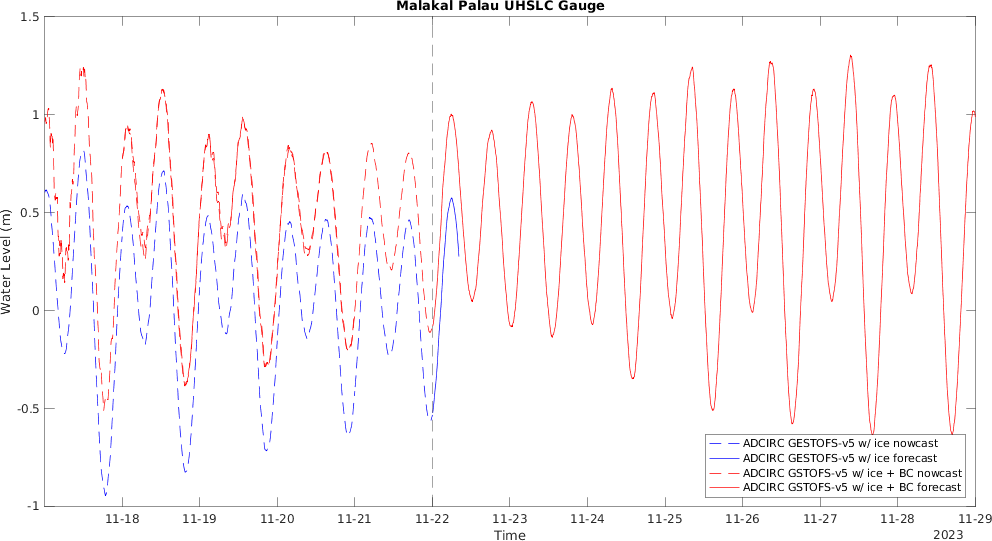 Malakal Palau UHSLC Gauge
1.5
1
0.5
0
-0.5
-1
Water Level (m)
ADCIRC GESTOFS-v5 w/ ice nowcast
ADCIRC GESTOFS-v5 w/ ice forecast
ADCIRC GSTOFS-v5 w/ ice + BC nowcast
ADCIRC GSTOFS-v5 w/ ice + BC forecast
11-18 11-19 11-20 11-21 11-22 11-23 11-24 11-25 11-26 11-27 11-28 11-29
Time
2023